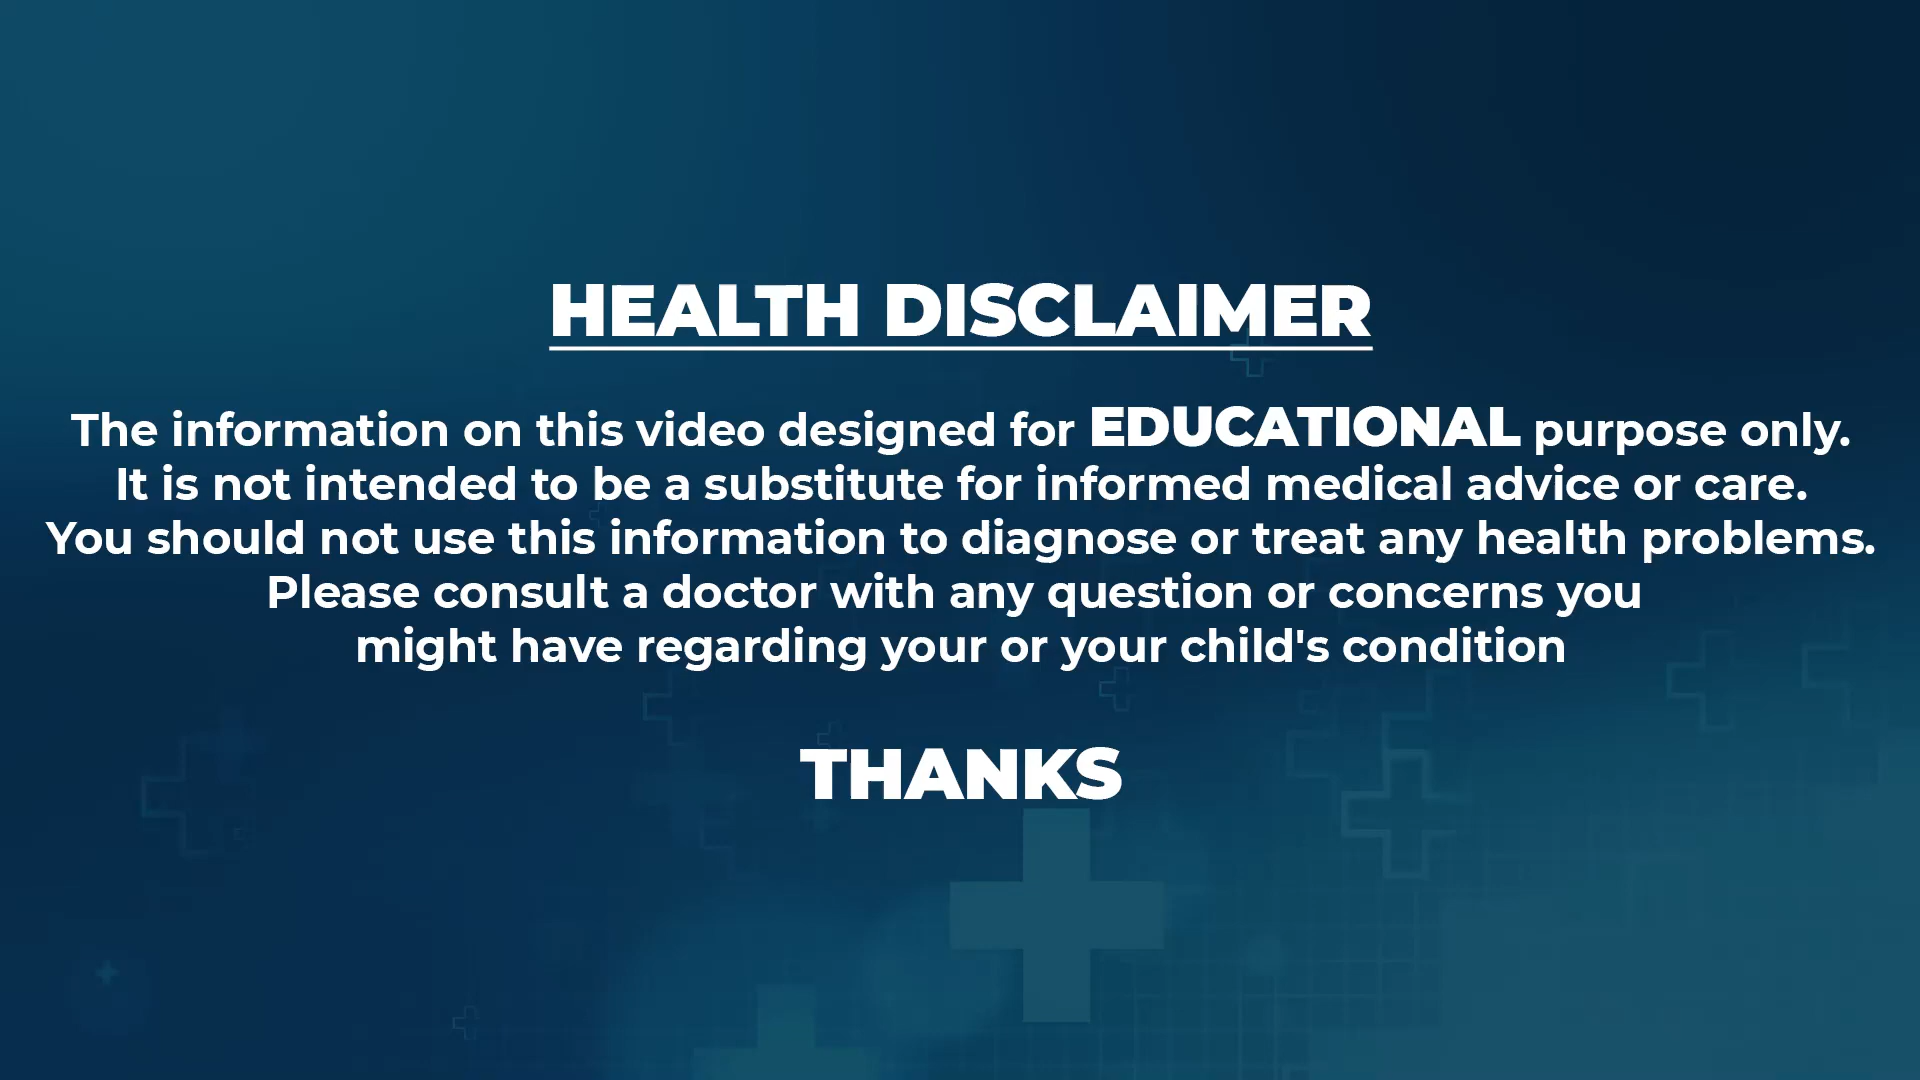 HEALTH DISCLAIMER
The information on this video designed for EDUCATIONAL purpose only.
It is not intended to be a substitute for informed medical advice or care.
You should not use this information to diagnose or treat any health problems.
Please consult a doctor with any question or concerns you
might have regarding your or your child's condition
THANKS